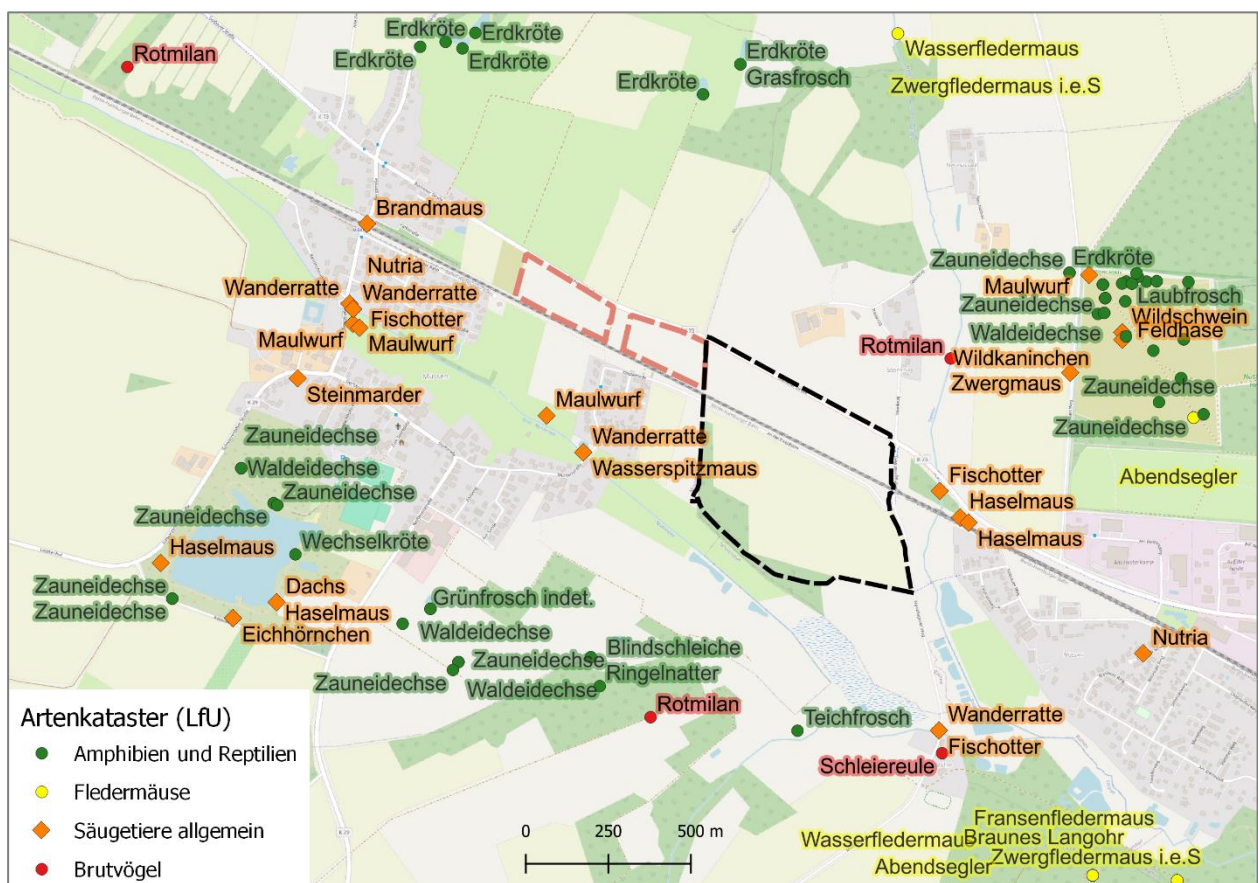 Rotmilan
Erdkröte
Erdkröte
Erdkröte
Erdkröte
Erdkröte
Erdkröte
Grasfrosch
Wasserfledermaus
Zwergfledermaus i.e.S
Brandmaus
Nutria
Wanderratte
Wanderratte
Fischotter
Maulwurf
Maulwurf
Steinmarder
Zauneidechse
Erdkröte
Maulwurf
Zauneidechse
Laubfrosch
Wildschwein
Waldeidechse
Feldhase
Rotmilan
Wildkaninchen
Zwergmaus
Zauneidechse
Zauneidechse
Abendsegler
Maulwurf
Wanderratte
Wasserspitzmaus
Zauneidechse
Waldeidechse
Zauneidechse
Zauneidechse
Wechselkröte
Haselmaus
Zauneidechse
Zauneidechse
Dachs
Haselmaus
Eichhörnchen
Fischotter
Haselmaus
Haselmaus
Nutria
Grünfrosch indet.
Waldeidechse
Blindschleiche
Zauneidechse
Ringelnatter
Zauneidechse
Waldeidechse
Rotmilan
Teichfrosch
Wanderratte
Fischotter
Schleiereule
Fransenfledermaus
Wasserfledermaus
Braunes Langohr
Zwergfledermaus i.e.S
Abendsegler
K 73
K 29
K 29
0 250 500 m
Artenkataster (LfU)
Amphibien und Reptilien
Fledermäuse
Säugetiere allgemein
Brutvögel